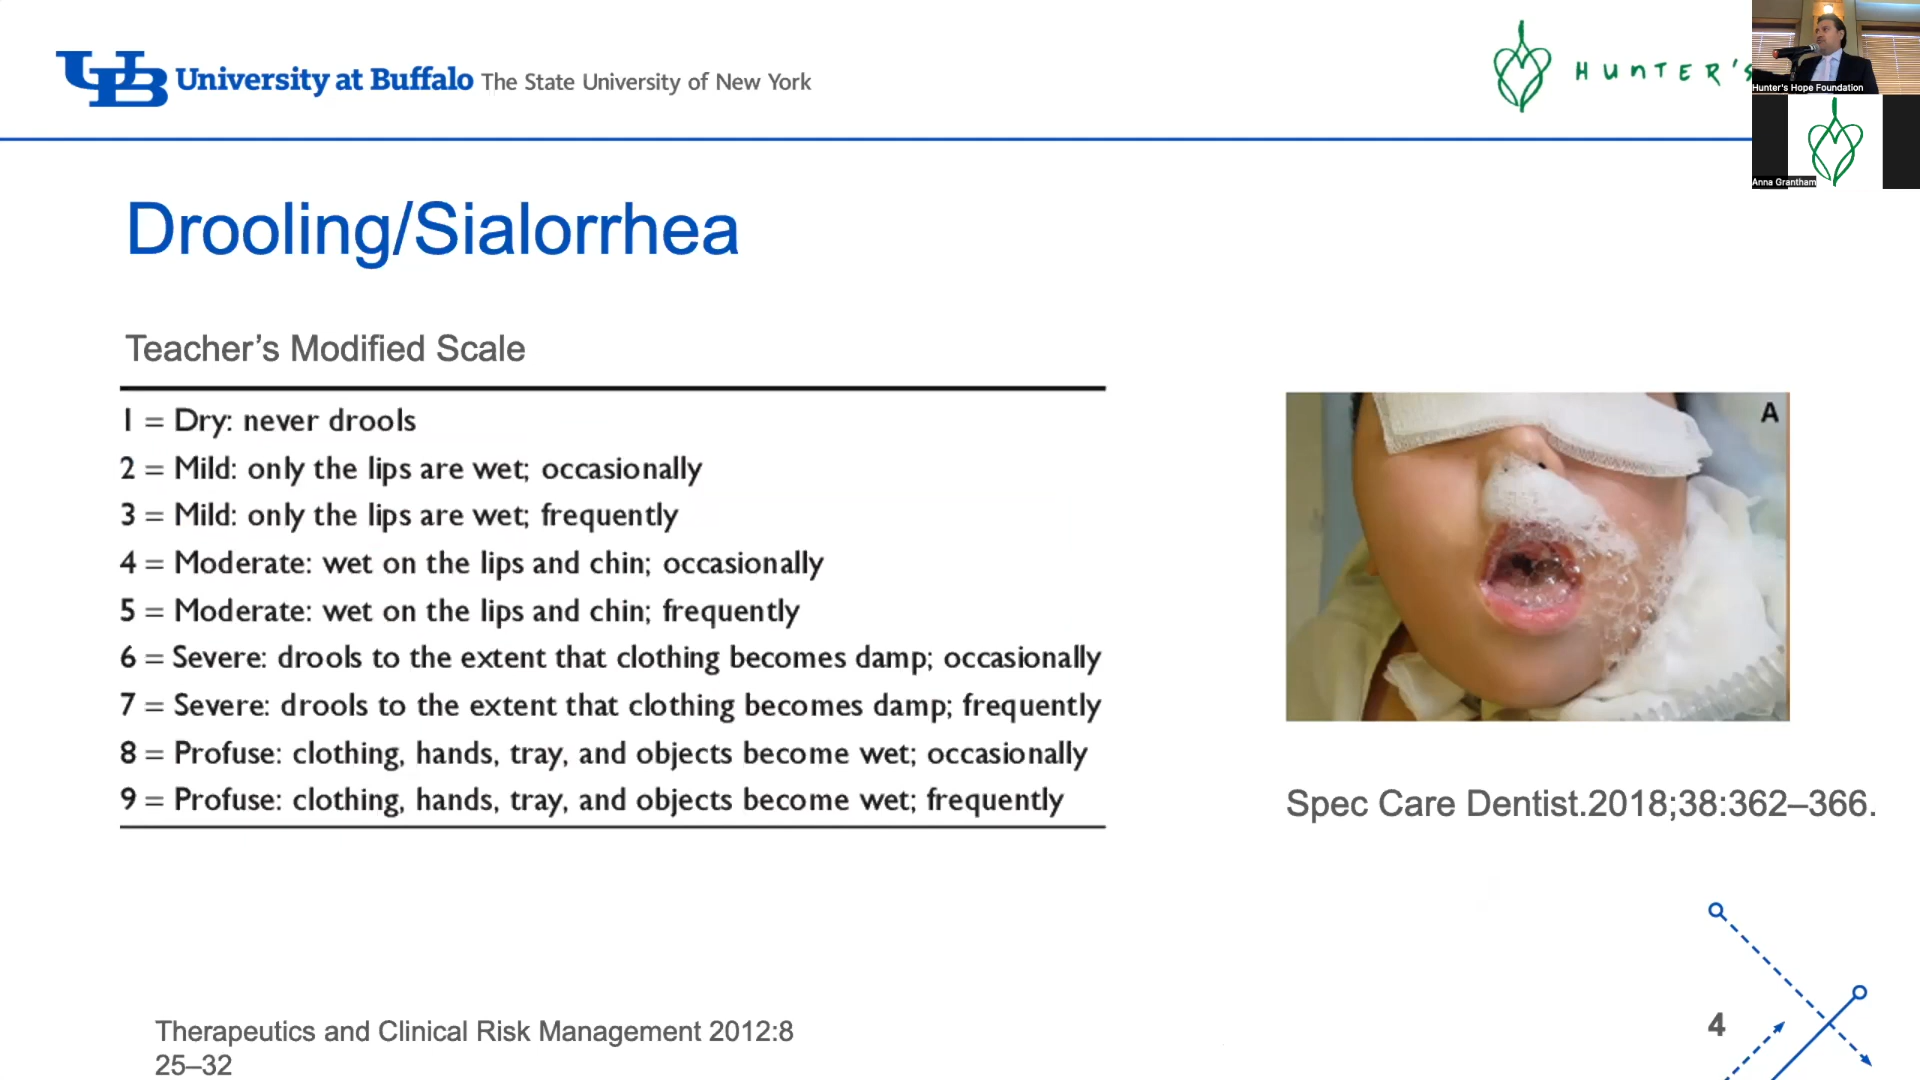 UB University at Buffalo The State University of New York
HUNTER'S
Hunter's Hope Foundation
Anna Grantham
Drooling/Sialorrhea
Teacher's Modified Scale
1 = Dry: never drools
2 = Mild: only the lips are wet; occasionally
3 = Mild: only the lips are wet; frequently
4 = Moderate: wet on the lips and chin; occasionally
5 = Moderate: wet on the lips and chin; frequently
6 = Severe: drools to the extent that clothing becomes damp; occasionally
7 = Severe: drools to the extent that clothing becomes damp; frequently
8 = Profuse: clothing, hands, tray, and objects become wet; occasionally
9 = Profuse: clothing, hands, tray, and objects become wet; frequently
A
Spec Care Dentist.2018;38:362–366.
Therapeutics and Clinical Risk Management 2012:8
25–32
4